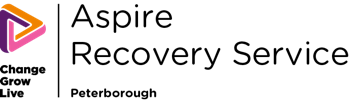 Aspire
Recovery Service
Change
Grow
Live
Peterborough